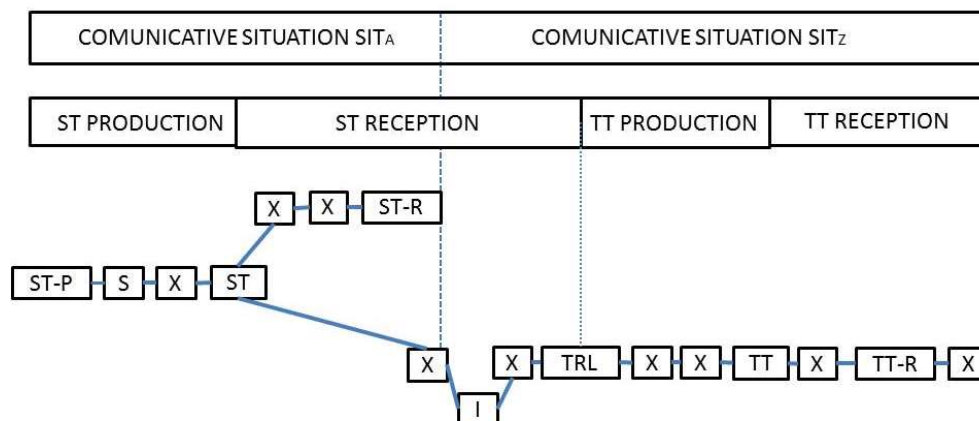 COMUNICATIVE SITUATION SITA COMUNICATIVE SITUATION SITZ
ST PRODUCTION ST RECEPTION TT PRODUCTION TT RECEPTION
X X ST-R
ST-P S X ST
X X TRL X X TT X TT-R X
I